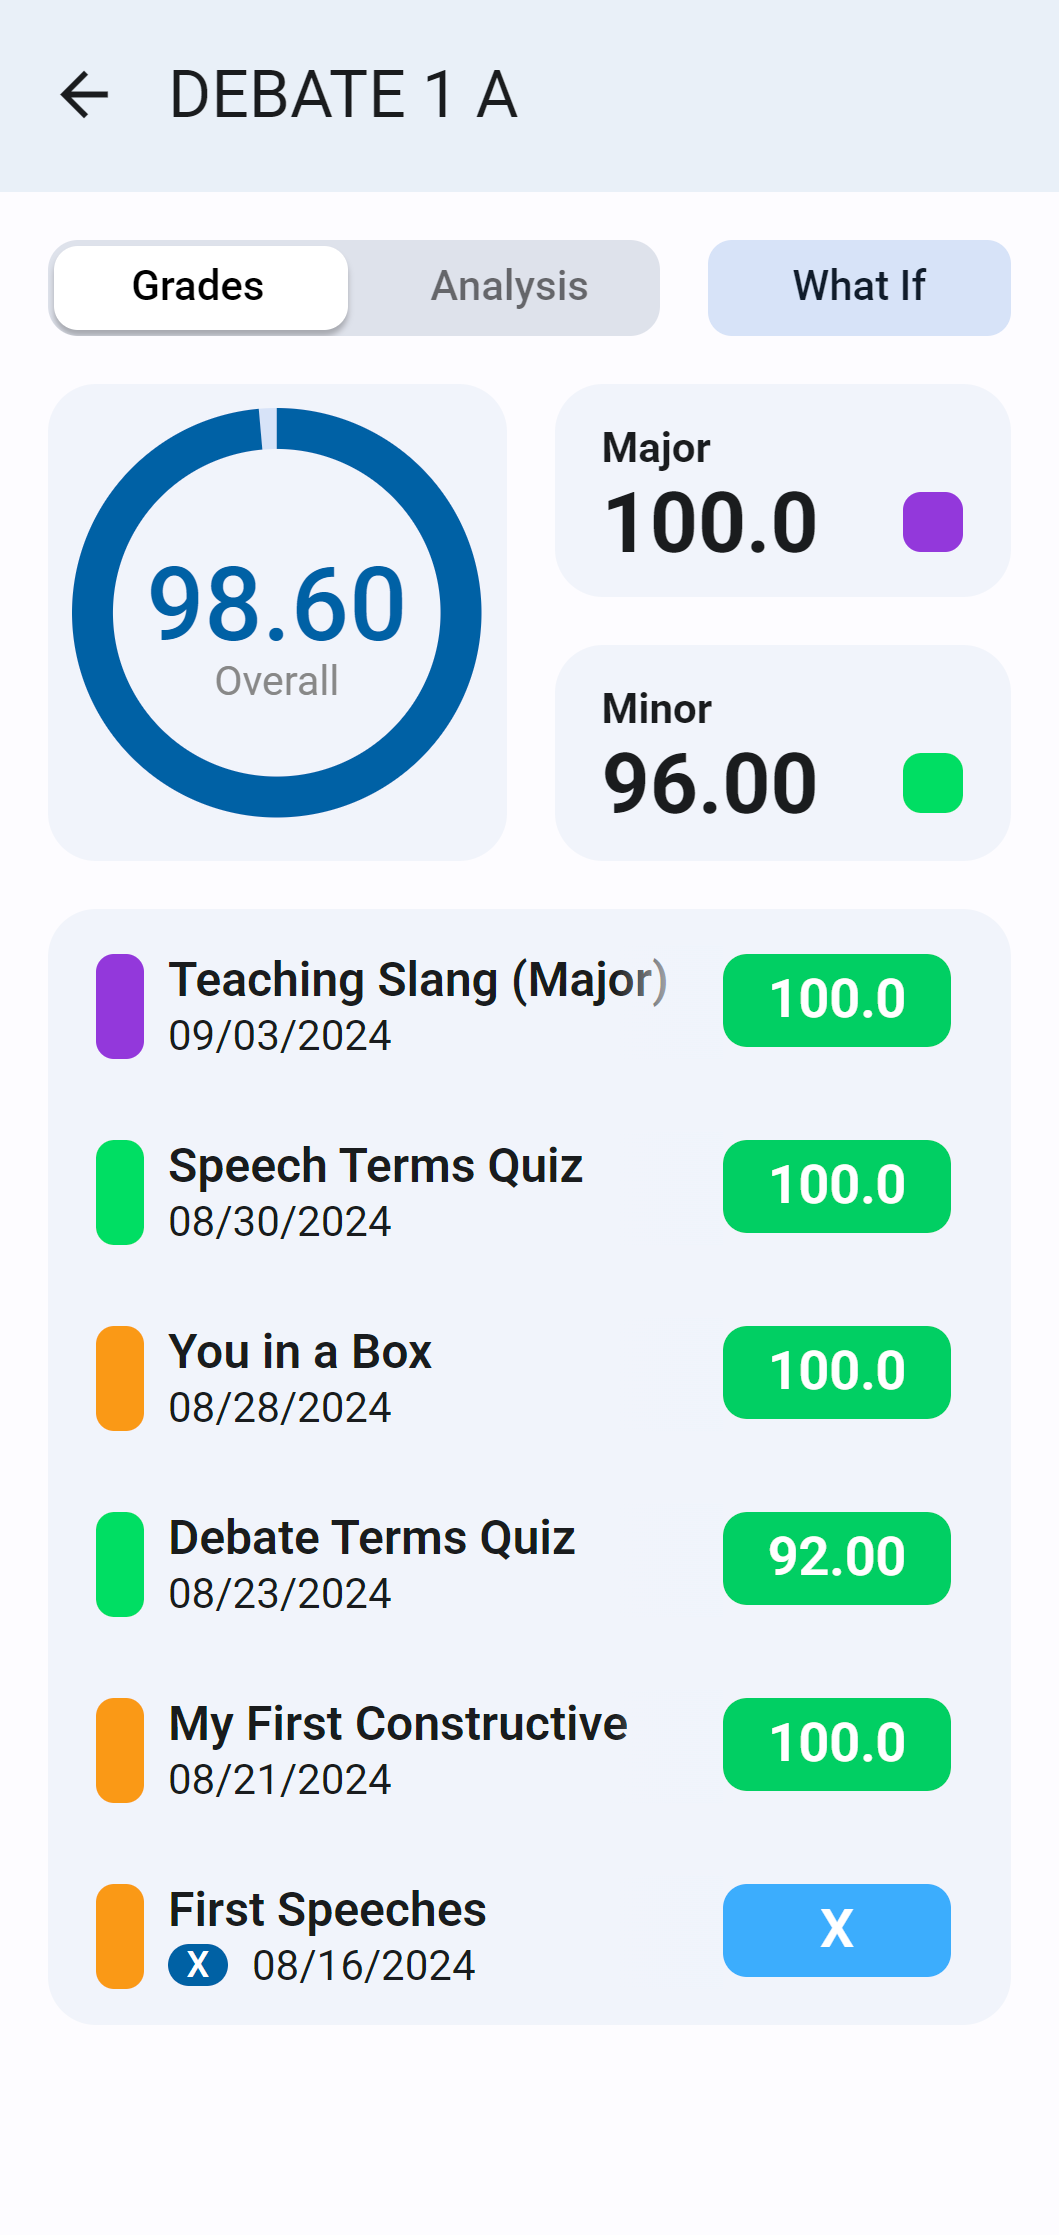 DEBATE 1 A
Grades
Analysis
What If
98.60
Overall
Major
100.0
Minor
96.00
Teaching Slang (Major)
09/03/2024
100.0
Speech Terms Quiz
08/30/2024
100.0
You in a Box
08/28/2024
100.0
Debate Terms Quiz
08/23/2024
92.00
My First Constructive
08/21/2024
100.0
First Speeches
X 08/16/2024
X